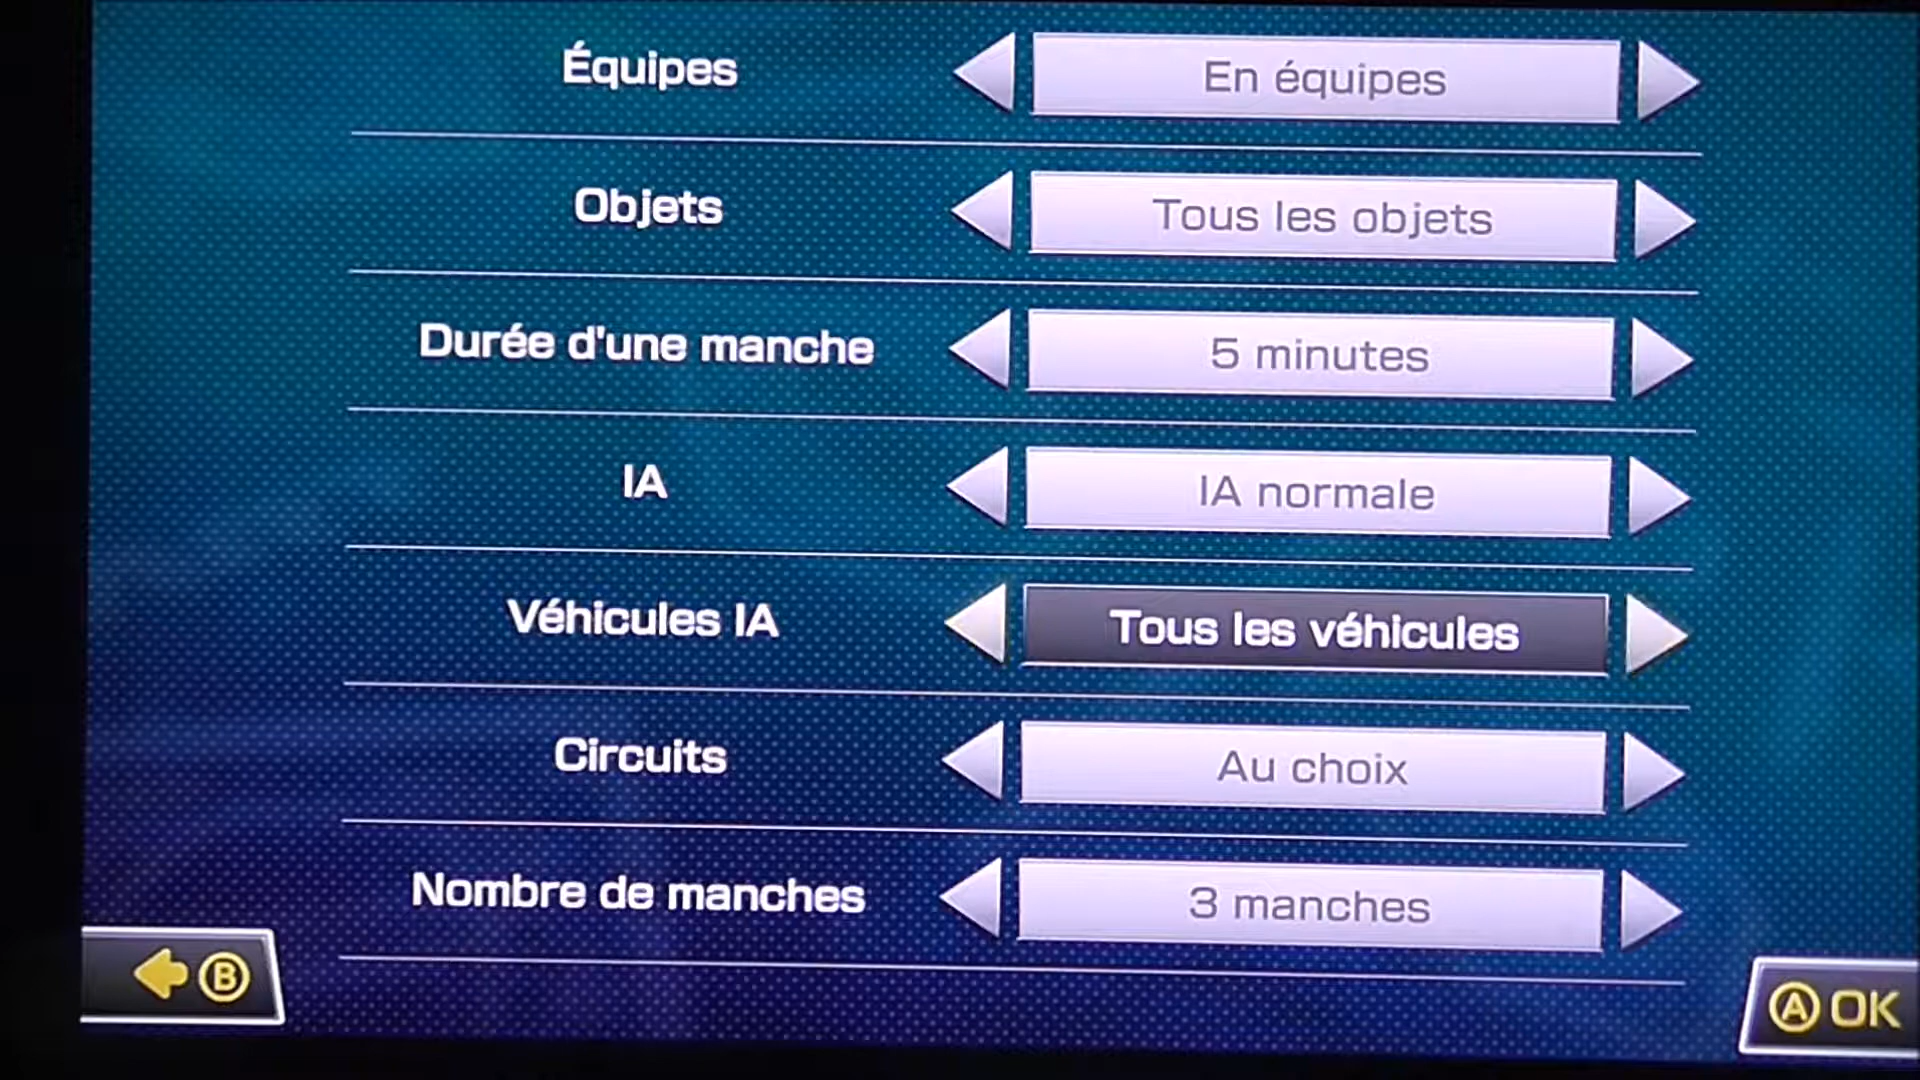 Équipes
En équipes
Objets
Tous les objets
Durée d'une manche
5 minutes
IA
IA normale
Véhicules IA
Tous les véhicules
Circuits
Au choix
Nombre de manches
3 manches
B
A OK